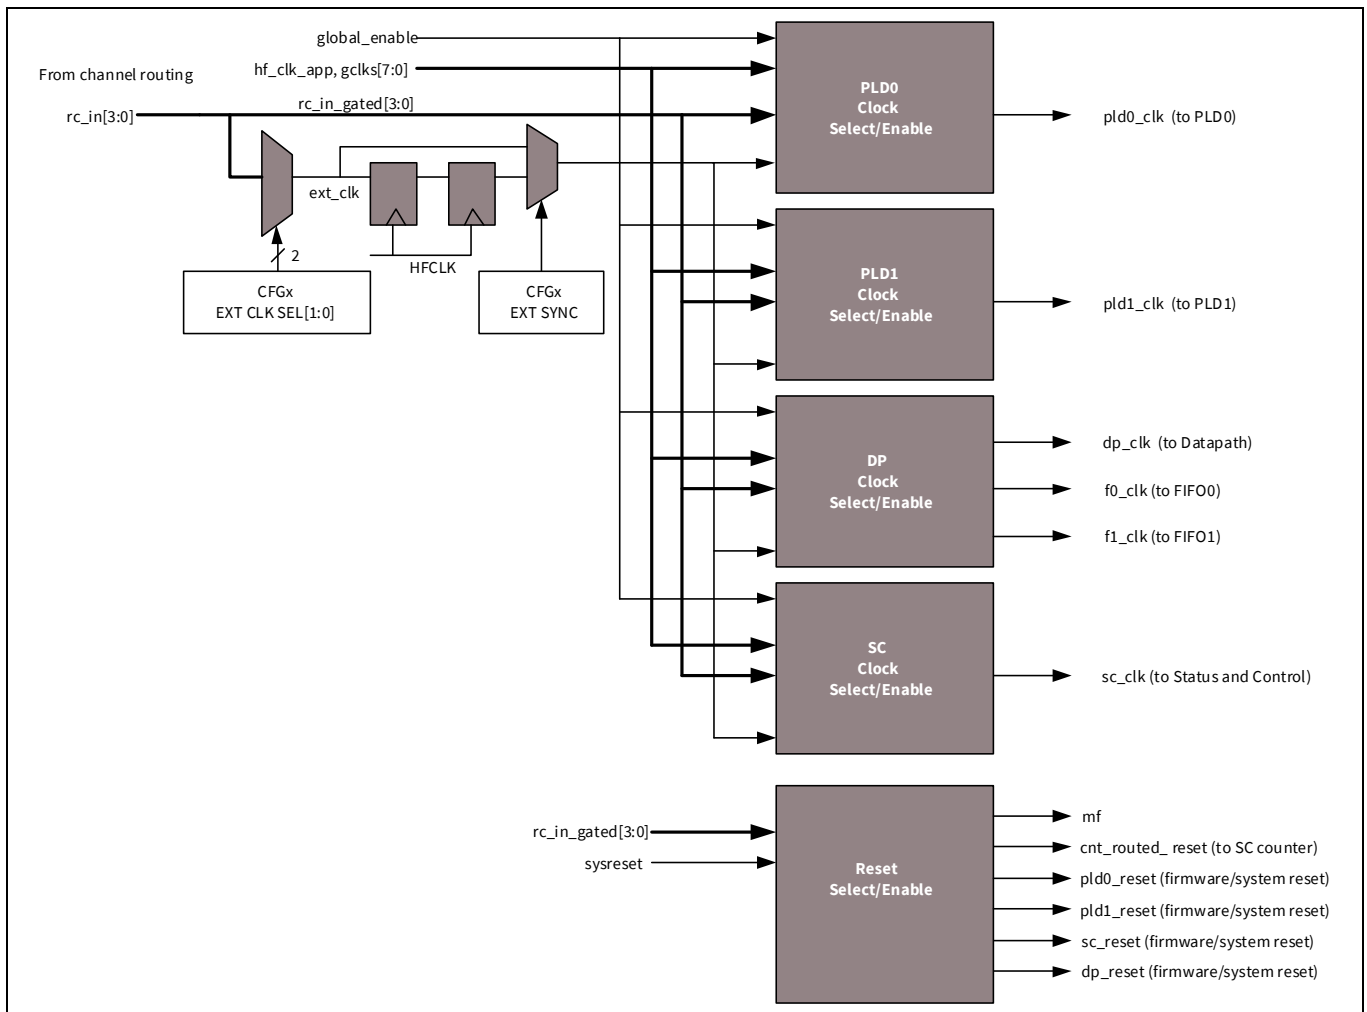 global_enable
From channel routing
hf_clk_app, gclks[7:0]
rc_in_gated[3:0]
rc_in[3:0]
ext_clk
2
HFCLK
CFGx
EXT CLK SEL[1:0]
CFGx
EXT SYNC
PLD0
Clock
Select/Enable
pld0_clk (to PLD0)
PLD1
Clock
Select/Enable
pld1_clk (to PLD1)
DP
Clock
Select/Enable
dp_clk (to Datapath)
f0_clk (to FIFO0)
f1_clk (to FIFO1)
SC
Clock
Select/Enable
sc_clk (to Status and Control)
rc_in_gated[3:0]
sysreset
Reset
Select/Enable
mf
cnt_routed_ reset (to SC counter)
pld0_reset (firmware/system reset)
pld1_reset (firmware/system reset)
sc_reset (firmware/system reset)
dp_reset (firmware/system reset)